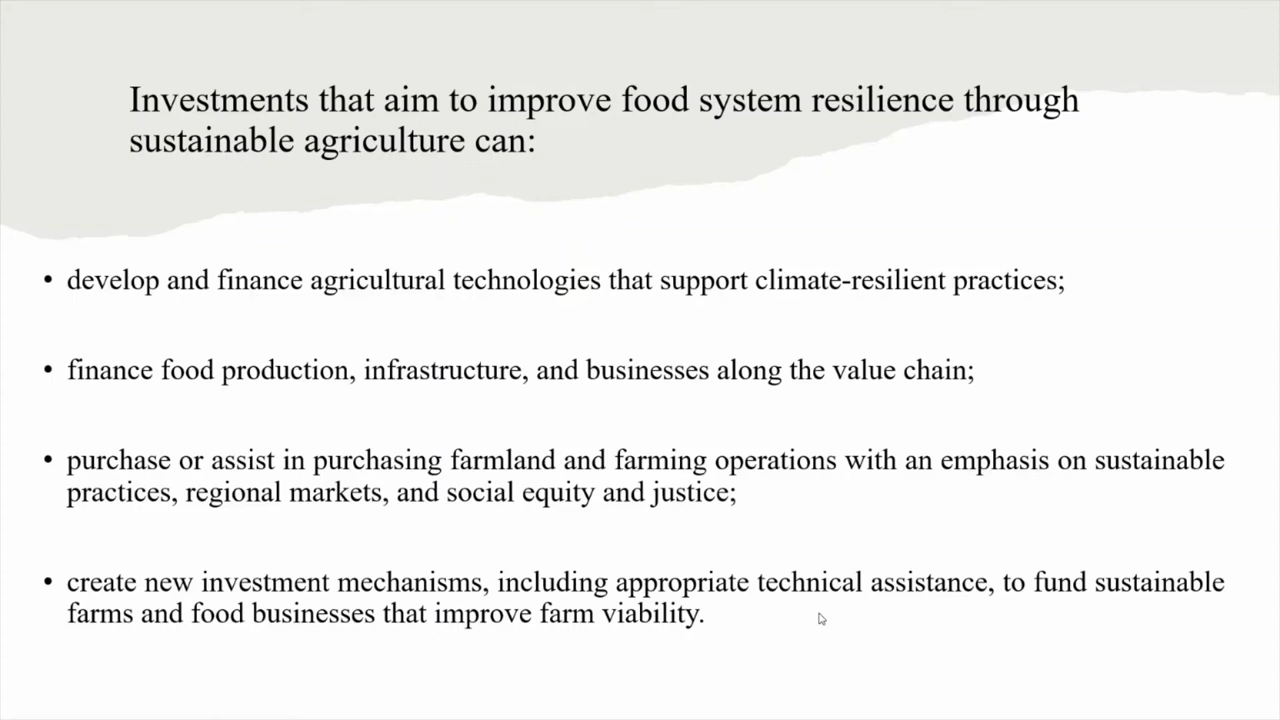 Investments that aim to improve food system resilience through
sustainable agriculture can:
• develop and finance agricultural technologies that support climate-resilient practices;
• finance food production, infrastructure, and businesses along the value chain;
• purchase or assist in purchasing farmland and farming operations with an emphasis on sustainable
practices, regional markets, and social equity and justice;
• create new investment mechanisms, including appropriate technical assistance, to fund sustainable
farms and food businesses that improve farm viability.